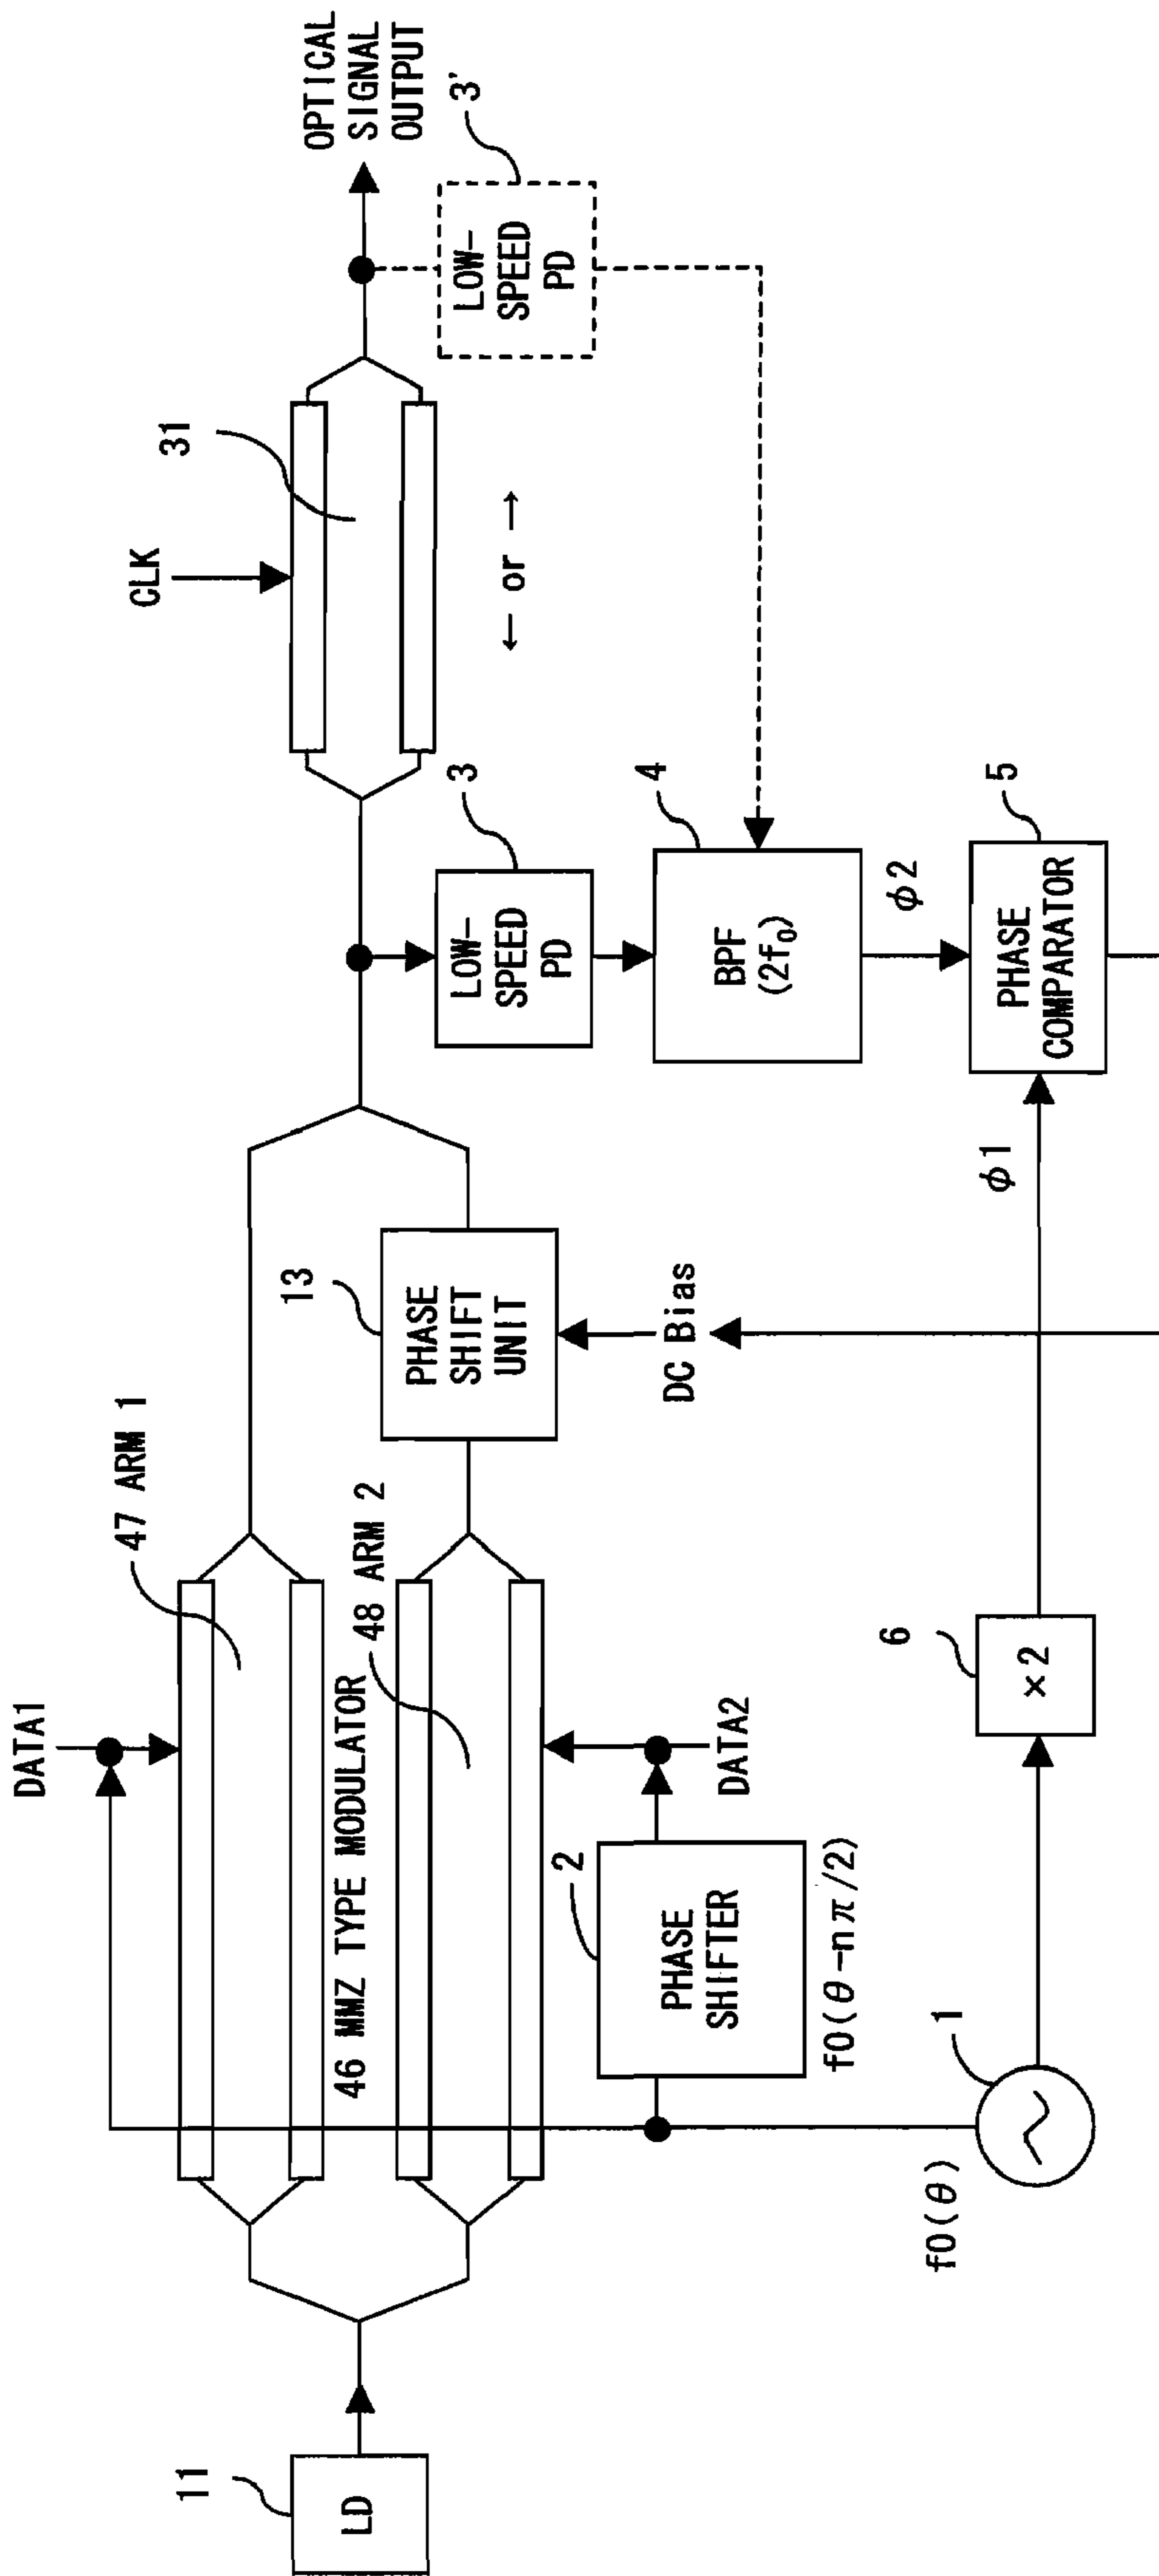 11
LD
DATA1
47 ARM 1
46 MMZ TYPE MODULATOR
48 ARM 2
DATA2
2
PHASE
SHIFTER
f0(θ-nπ/2)
f0(θ)
1
6
×2
13
PHASE
SHIFT
UNIT
DC Bias
φ1
3
LOW-
SPEED
PD
4
BPF
(2f₀)
φ2
5
PHASE
COMPARATOR
CLK
31
← or →
3'
LOW-
SPEED
PD
OPTICAL
SIGNAL
OUTPUT